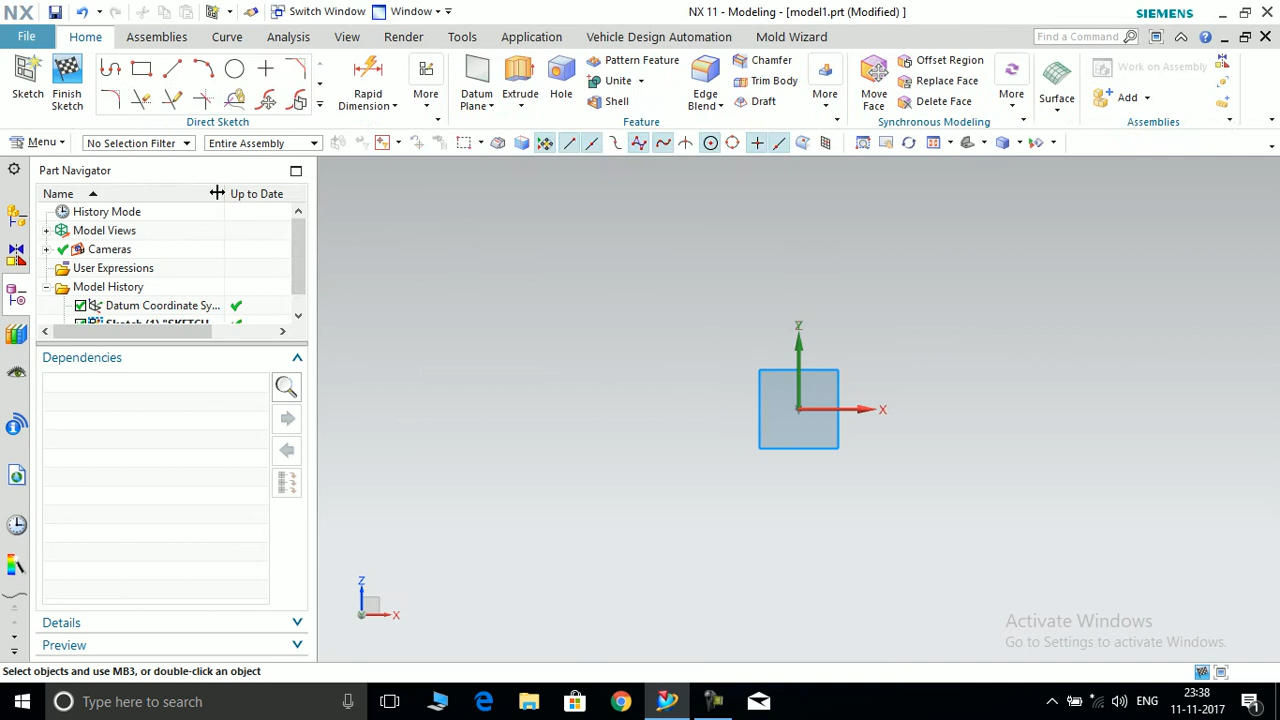 NX
Switch Window
Window
NX 11 - Modeling - [model1.prt (Modified) ]
SIEMENS
File
Home
Assemblies
Curve
Analysis
View
Render
Tools
Application
Vehicle Design Automation
Mold Wizard
Find a Command
Sketch
Finish Sketch
Direct Sketch
Rapid Dimension
More
Datum Plane
Extrude
Hole
Pattern Feature
Unite
Shell
Edge Blend
Chamfer
Trim Body
Draft
More
Feature
Move Face
Offset Region
Replace Face
Delete Face
More
Synchronous Modeling
Surface
Work on Assembly
Add
Assemblies
Menu
No Selection Filter
Entire Assembly
Part Navigator
Name
Up to Date
History Mode
Model Views
Cameras
User Expressions
Model History
Datum Coordinate Sy...
Sketch (1) "SKETCH
Dependencies
Details
Preview
X
Z
X
Activate Windows
Go to Settings to activate Windows.
Select objects and use MB3, or double-click an object
Type here to search
ENG
23:38
11-11-2017
1